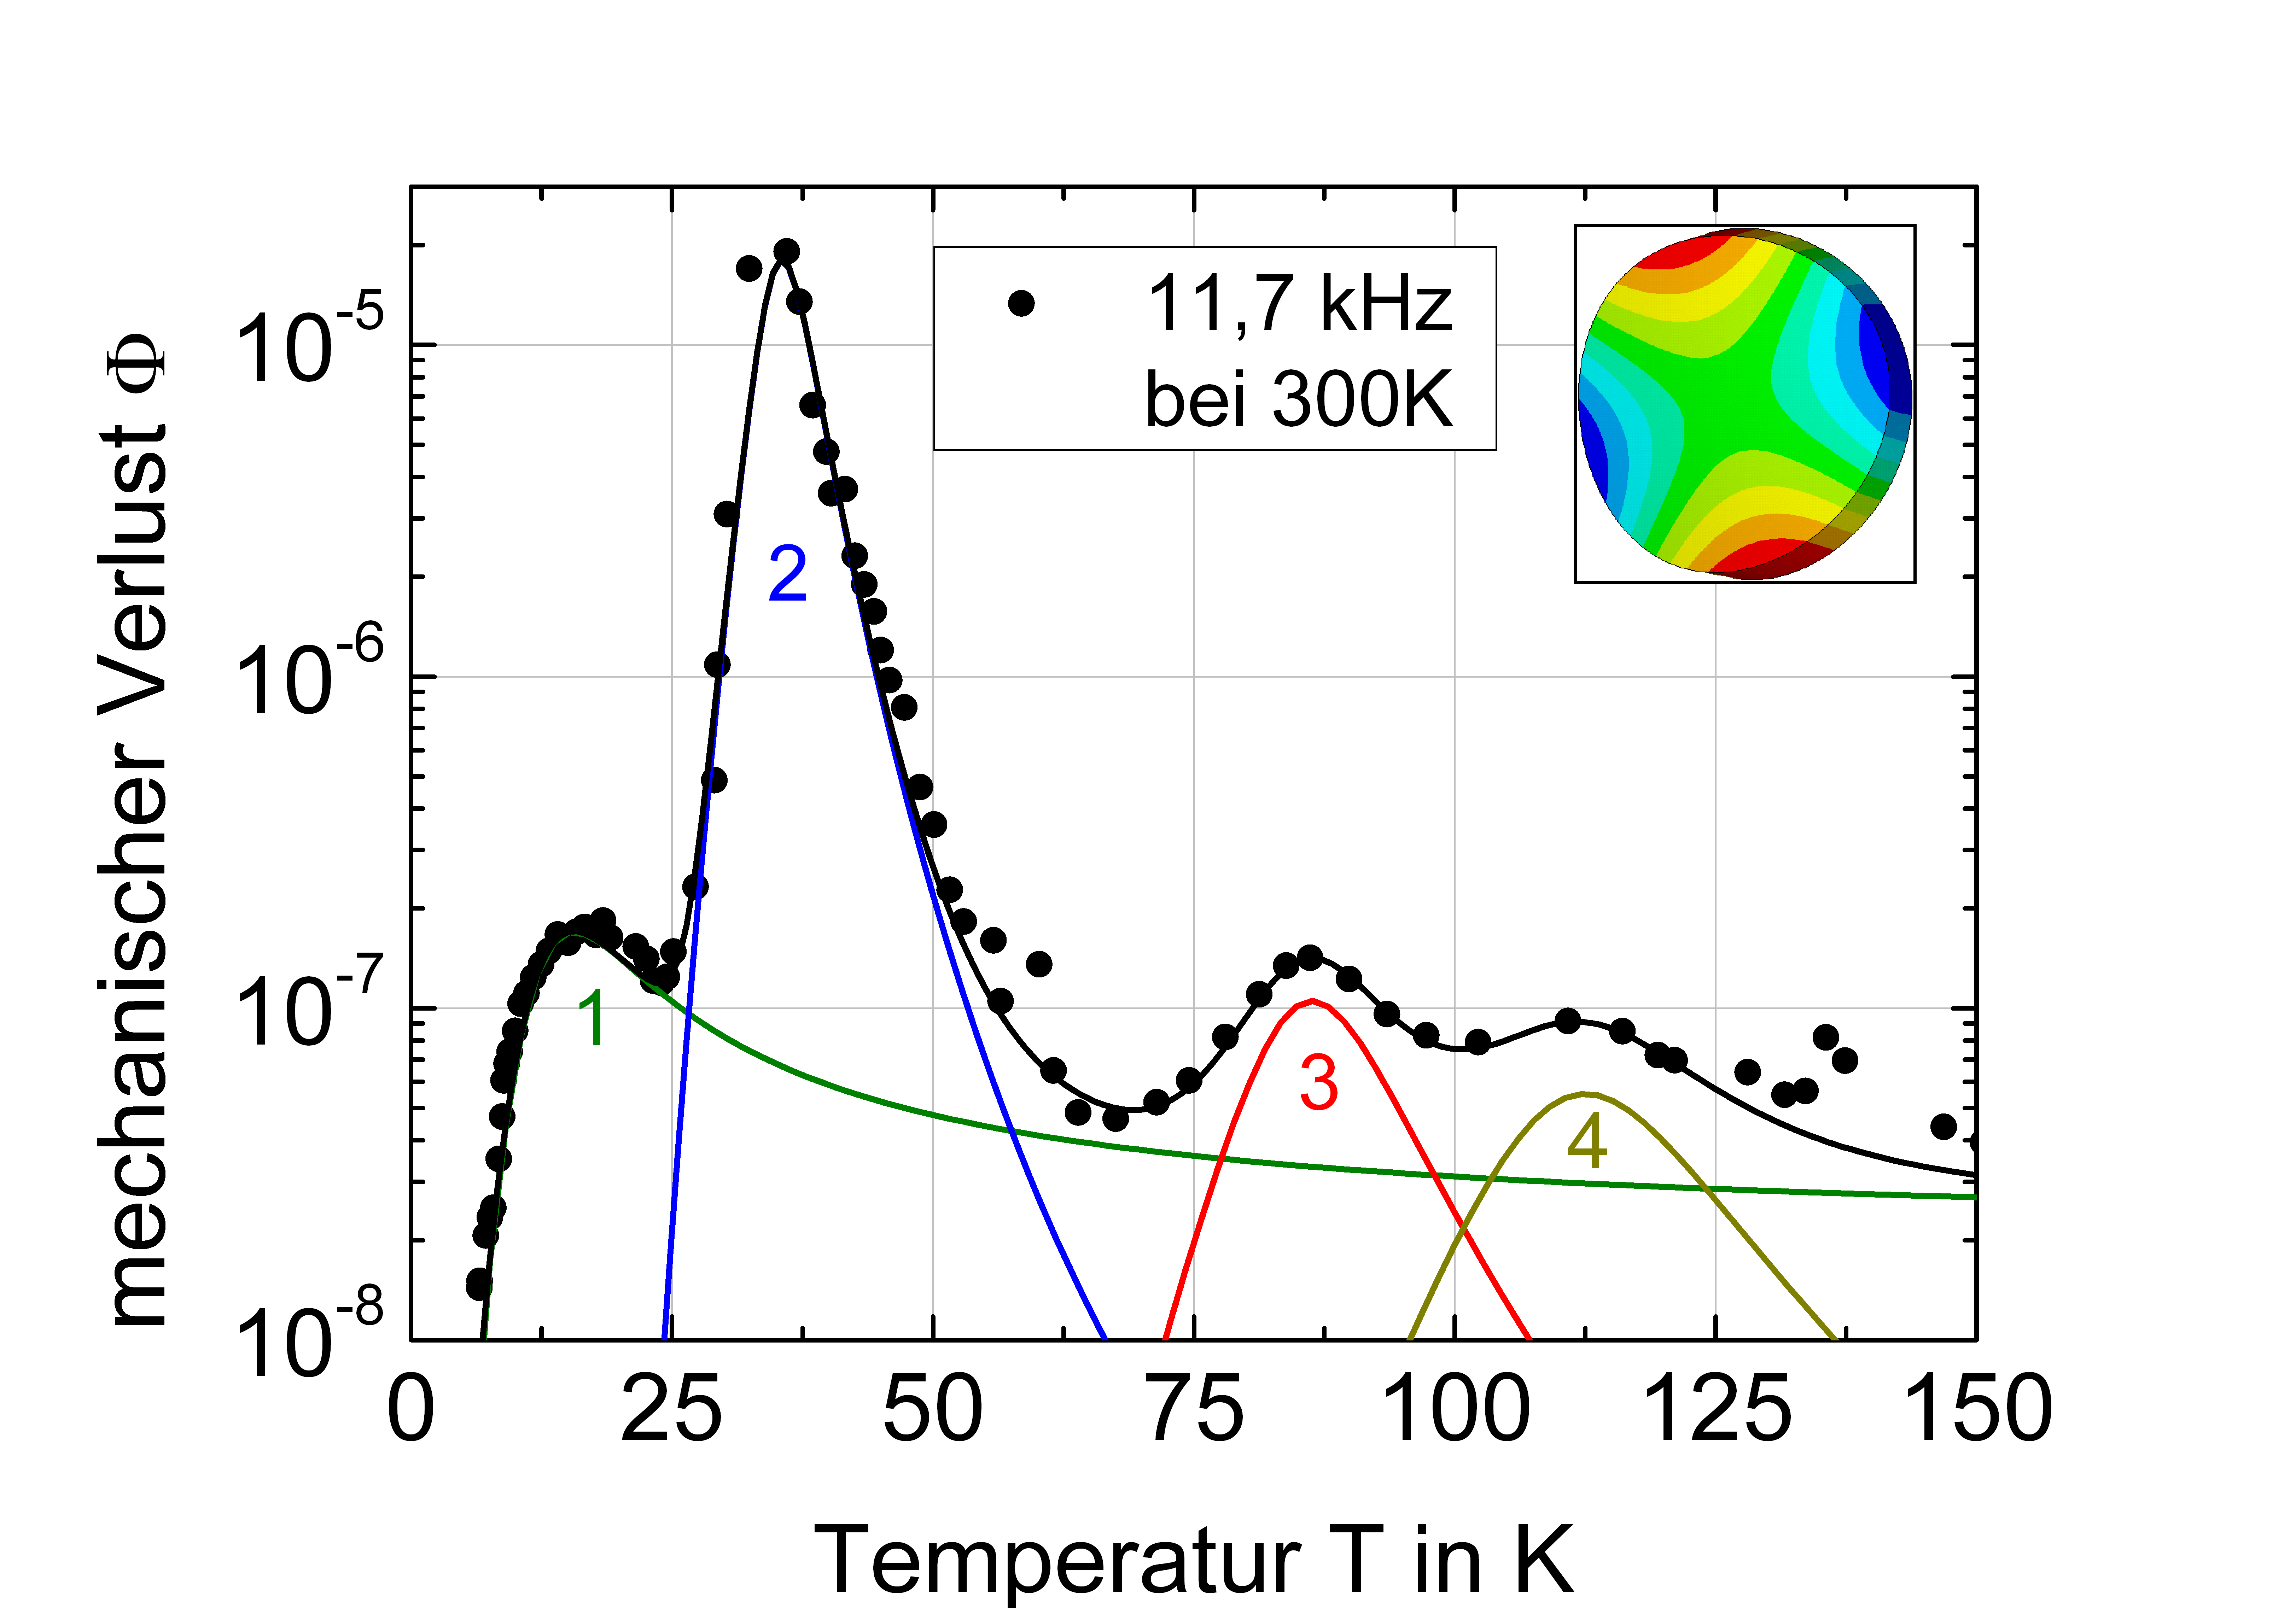 mechanischer Verlust Φ
10⁻⁵
10⁻⁶
10⁻⁷
10⁻⁸
11,7 kHz
bei 300K
2
1
3
4
0 25 50 75 100 125 150
Temperatur T in K